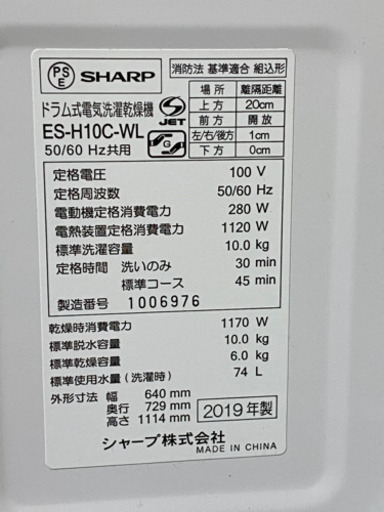 PS
E
SHARP
消防法 基準適合 組込形
場所 離隔距離
上方 20cm
前方 開放
左/右/後方 1cm
下方 0cm
ドラム式電気洗濯乾燥機
S JET
ES-H10C-WL
50/60 Hz共用
定格電圧 100 V
定格周波数 50/60 Hz
電動機定格消費電力 280 W
電熱装置定格消費電力 1120 W
標準洗濯容量 10.0 kg
定格時間 洗いのみ 30 min
標準コース 45 min
製造番号 1006976
乾燥時消費電力 1170 W
標準脱水容量 10.0 kg
標準乾燥容量 6.0 kg
標準使用水量(洗濯時) 74 L
外形寸法 幅 640 mm
奥行 729 mm
高さ 1114 mm
2019年製
シャープ株式会社
MADE IN CHINA